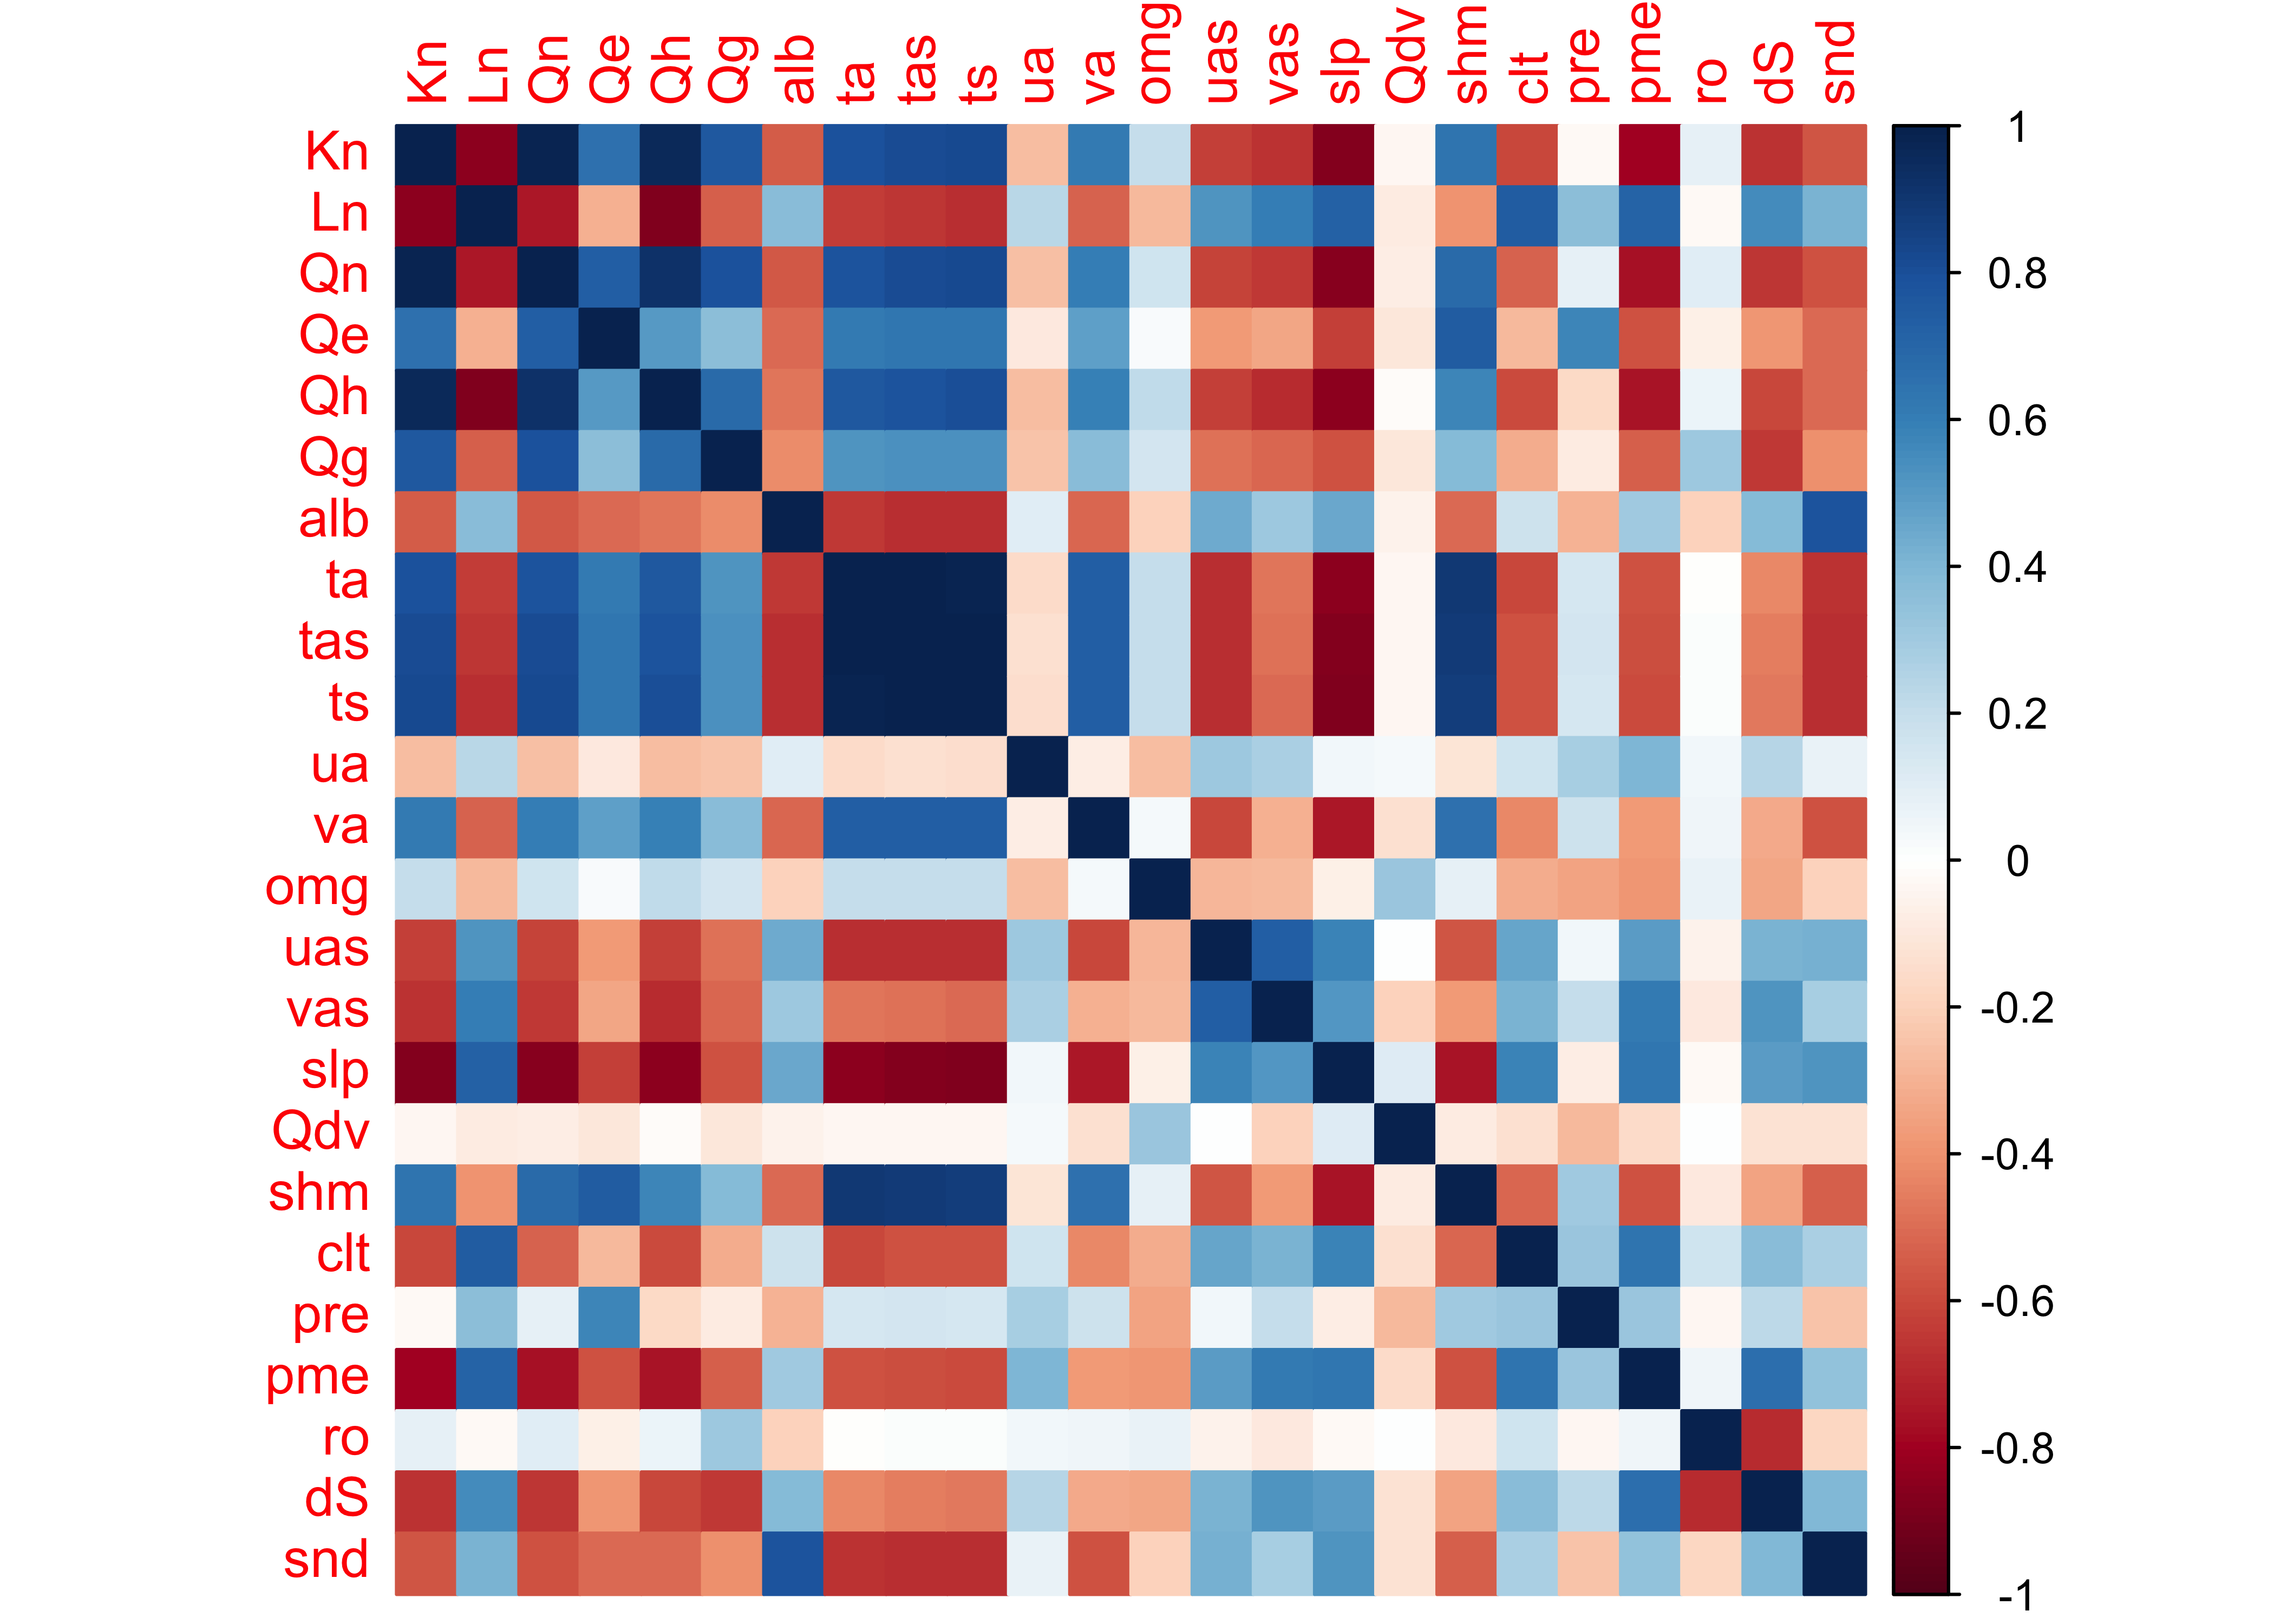 Kn Ln Qn Qe Qh Qg alb ta tas ts ua va omg uas vas slp Qdv shm clt pre pme ro dS snd
Kn
Ln
Qn
Qe
Qh
Qg
alb
ta
tas
ts
ua
va
omg
uas
vas
slp
Qdv
shm
clt
pre
pme
ro
dS
snd
1
0.8
0.6
0.4
0.2
0
-0.2
-0.4
-0.6
-0.8
-1